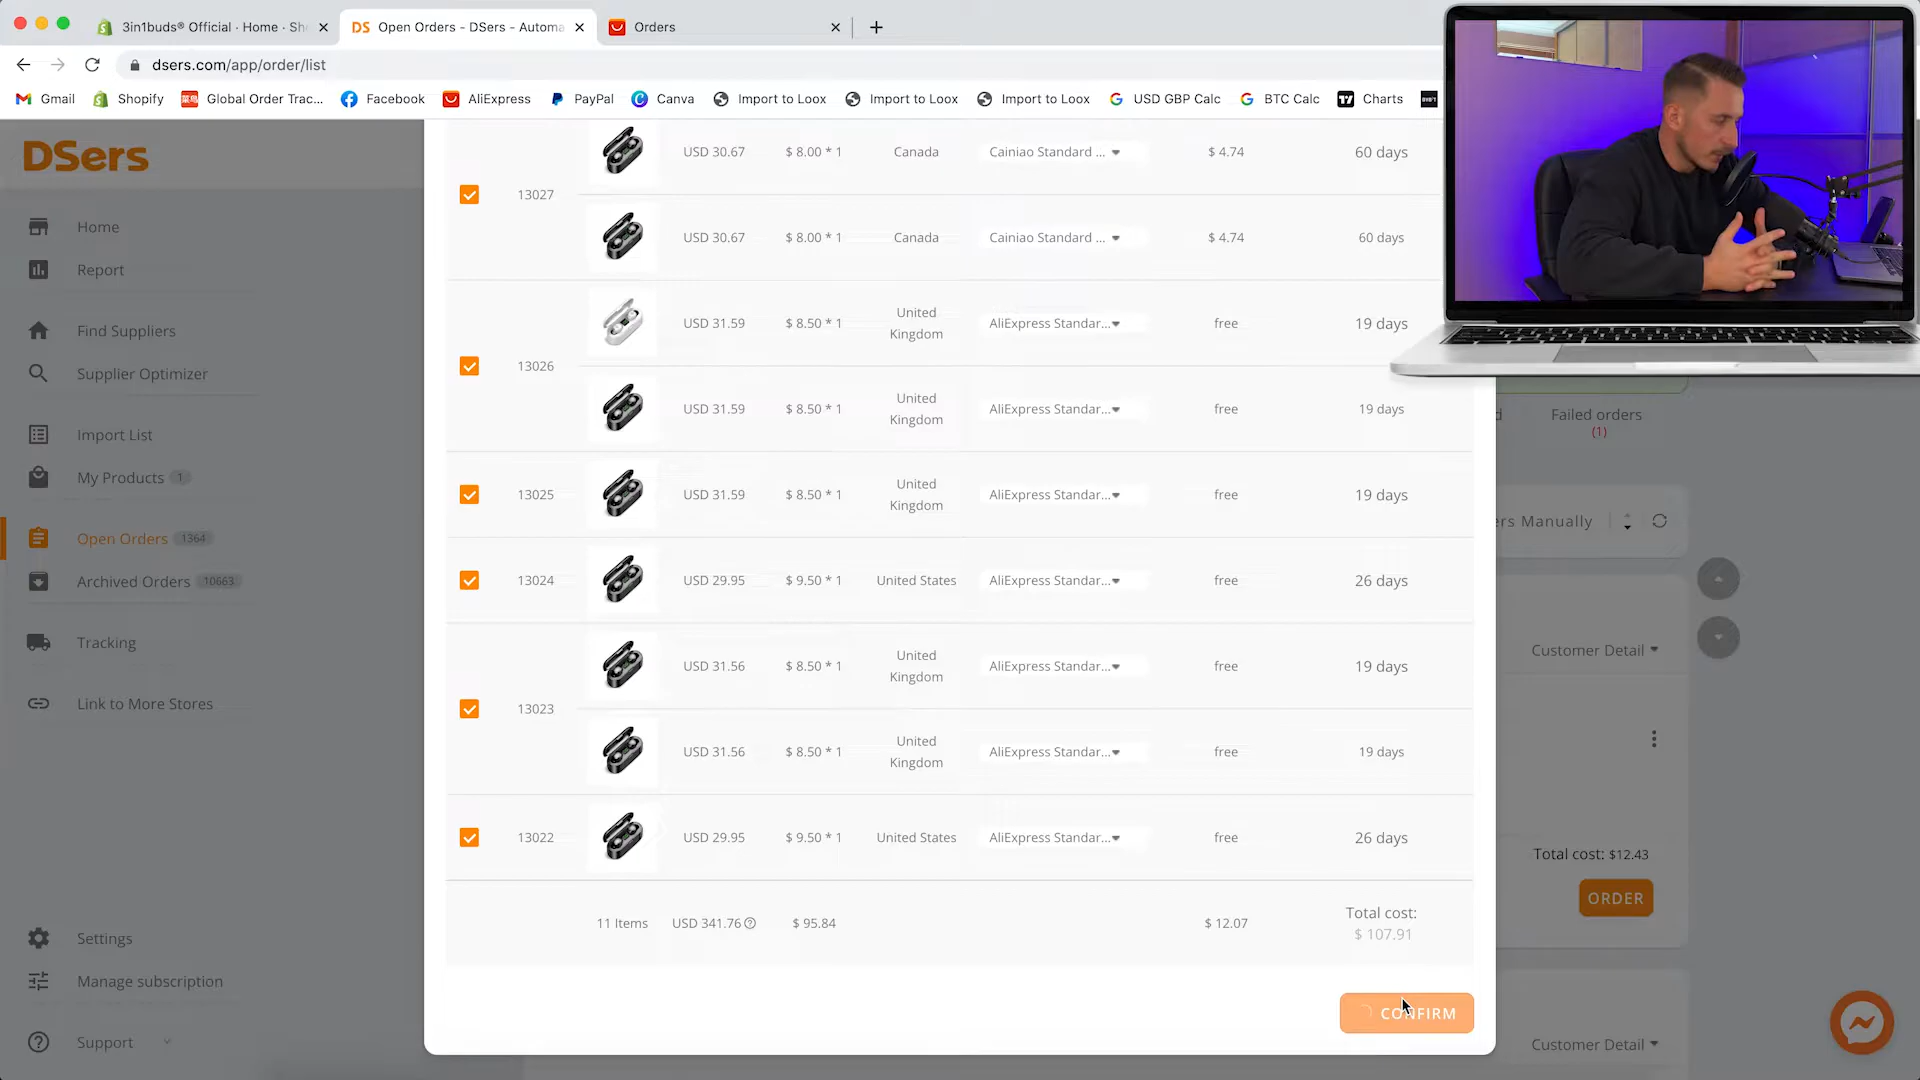 3in1buds® Official · Home · Sh
DS Open Orders - DSers - Automa
Orders
dsers.com/app/order/list
Gmail Shopify Global Order Trac... Facebook AliExpress PayPal Canva Import to Loox Import to Loox Import to Loox USD GBP Calc BTC Calc Charts
DSers
Home
Report
Find Suppliers
Supplier Optimizer
Import List
My Products 1
Open Orders 1364
Archived Orders 10663
Tracking
Link to More Stores
Settings
Manage subscription
Support
13027
USD 30.67 $ 8.00 * 1 Canada Cainiao Standard ... $ 4.74 60 days
USD 30.67 $ 8.00 * 1 Canada Cainiao Standard ... $ 4.74 60 days
13026
USD 31.59 $ 8.50 * 1 United Kingdom AliExpress Standar... free 19 days
USD 31.59 $ 8.50 * 1 United Kingdom AliExpress Standar... free 19 days
13025 USD 31.59 $ 8.50 * 1 United Kingdom AliExpress Standar... free 19 days
13024 USD 29.95 $ 9.50 * 1 United States AliExpress Standar... free 26 days
13023
USD 31.56 $ 8.50 * 1 United Kingdom AliExpress Standar... free 19 days
USD 31.56 $ 8.50 * 1 United Kingdom AliExpress Standar... free 19 days
13022 USD 29.95 $ 9.50 * 1 United States AliExpress Standar... free 26 days
11 Items USD 341.76 $ 95.84 $ 12.07 Total cost:
$ 107.91
CONFIRM
d Failed orders
(1)
ers Manually
Customer Detail
Total cost: $12.43
ORDER
Customer Detail